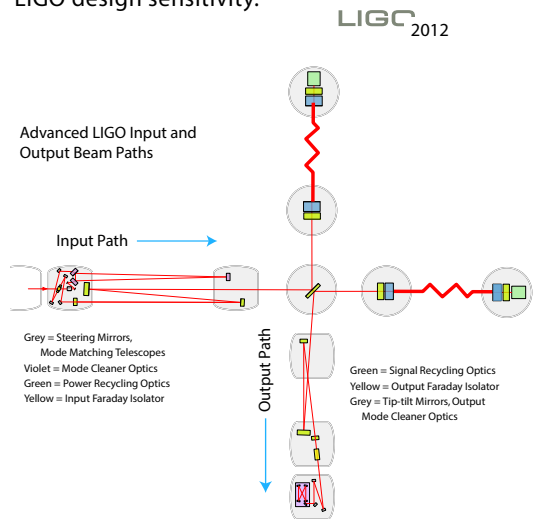 LIGO design sensitivity.
LIGO
2012
Advanced LIGO Input and
Output Beam Paths
Input Path
Grey = Steering Mirrors,
Mode Matching Telescopes
Violet = Mode Cleaner Optics
Green = Power Recycling Optics
Yellow = Input Faraday Isolator
Output Path
Green = Signal Recycling Optics
Yellow = Output Faraday Isolator
Grey = Tip-tilt Mirrors, Output
Mode Cleaner Optics